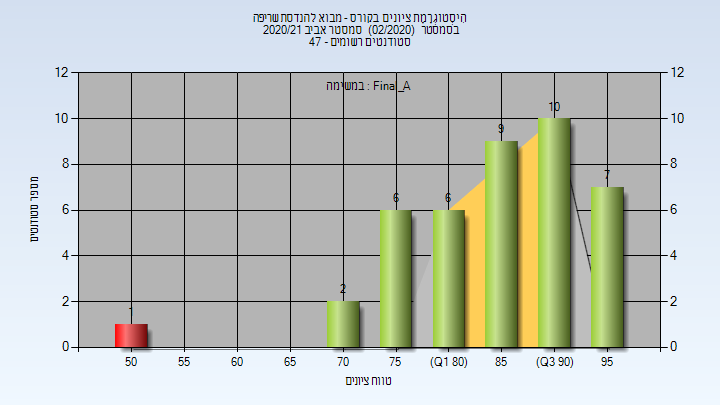 היסטוגרמת ציונים בקורס - מבוא להנדסת שריפה
בסמסטר (02/2020) סמסטר אביב 2020/21
סטודנטים רשומים - 47
במשימה : Final_A
12 12
10 10
8 8
6 6
4 4
2 2
0 0
1 2 6 6 9 10 7
מספר סטודנטים
50 55 60 65 70 75 (Q1 80) 85 (Q3 90) 95
טווח ציונים